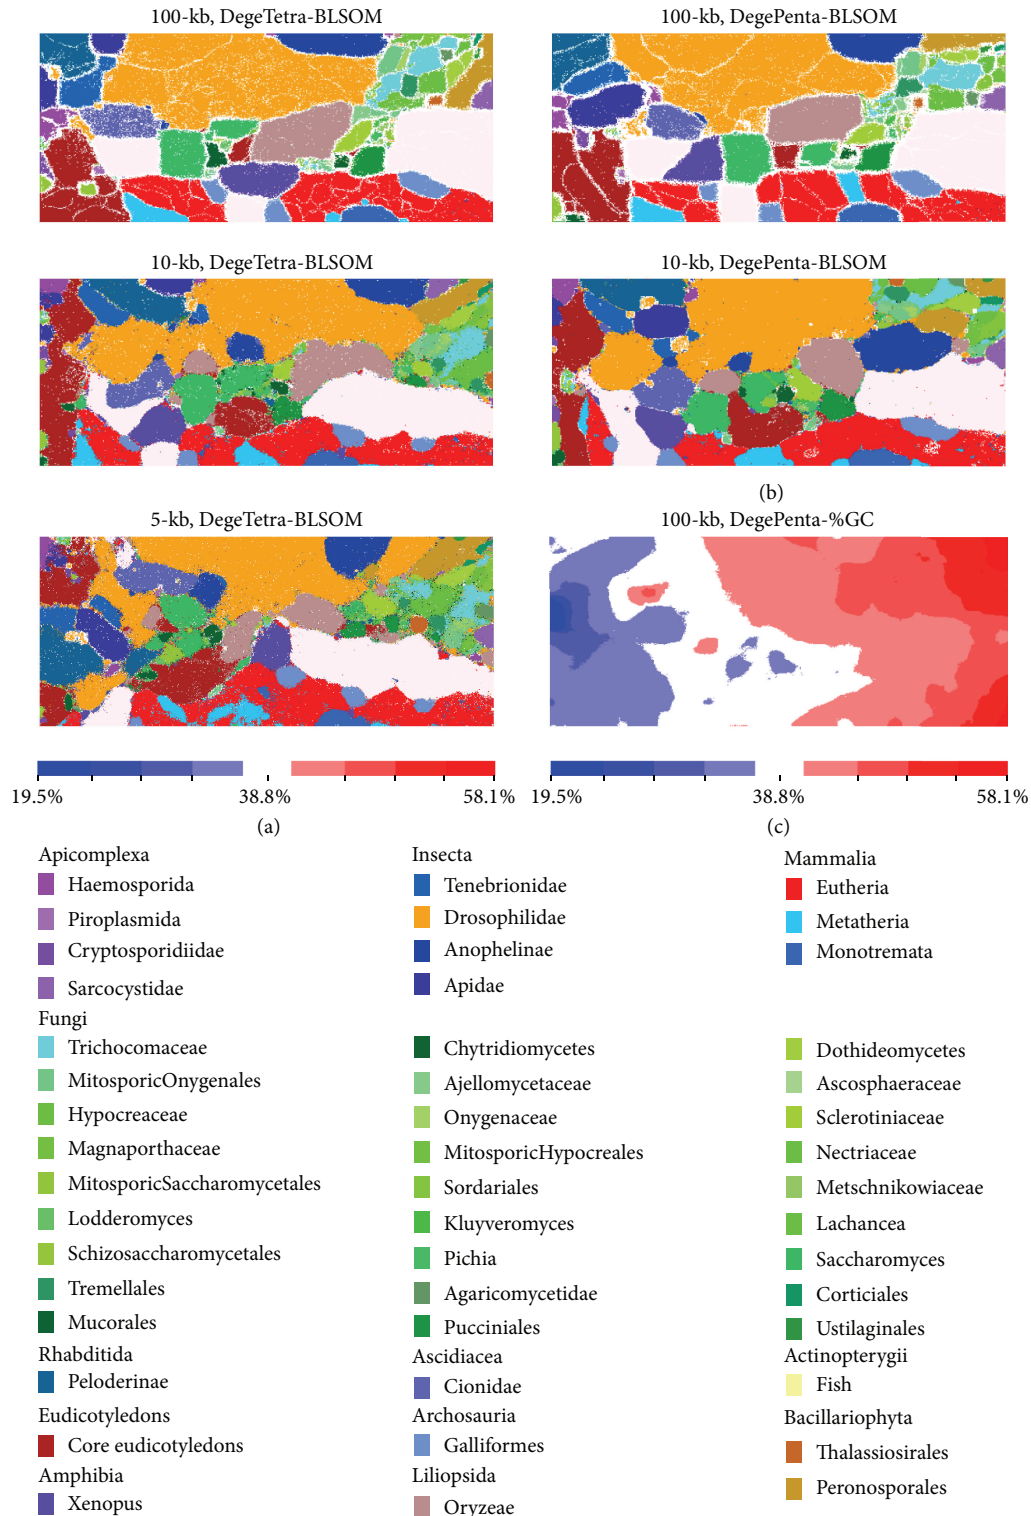 100-kb, DegeTetra-BLSOM
100-kb, DegePenta-BLSOM
10-kb, DegeTetra-BLSOM
10-kb, DegePenta-BLSOM
(b)
5-kb, DegeTetra-BLSOM
100-kb, DegePenta-%GC
19.5% 38.8% 58.1%
19.5% 38.8% 58.1%
(a)
(c)
Apicomplexa
Haemosporida
Piroplasmida
Cryptosporidiidae
Sarcocystidae
Insecta
Tenebrionidae
Drosophilidae
Anophelinae
Apidae
Mammalia
Eutheria
Metatheria
Monotremata
Fungi
Trichocomaceae
MitosporicOnygenales
Hypocreaceae
Magnaporthaceae
MitosporicSaccharomycetales
Lodderomyces
Schizosaccharomycetales
Tremellales
Mucorales
Chytridiomycetes
Ajellomycetaceae
Onygenaceae
MitosporicHypocreales
Sordariales
Kluyveromyces
Pichia
Agaricomycetidae
Pucciniales
Dothideomycetes
Ascosphaeraceae
Sclerotiniaceae
Nectriaceae
Metschnikowiaceae
Lachancea
Saccharomyces
Corticiales
Ustilaginales
Rhabditida
Peloderinae
Eudicotyledons
Core eudicotyledons
Amphibia
Xenopus
Ascidiacea
Cionidae
Archosauria
Galliformes
Liliopsida
Oryzeae
Actinopterygii
Fish
Bacillariophyta
Thalassiosirales
Peronosporales